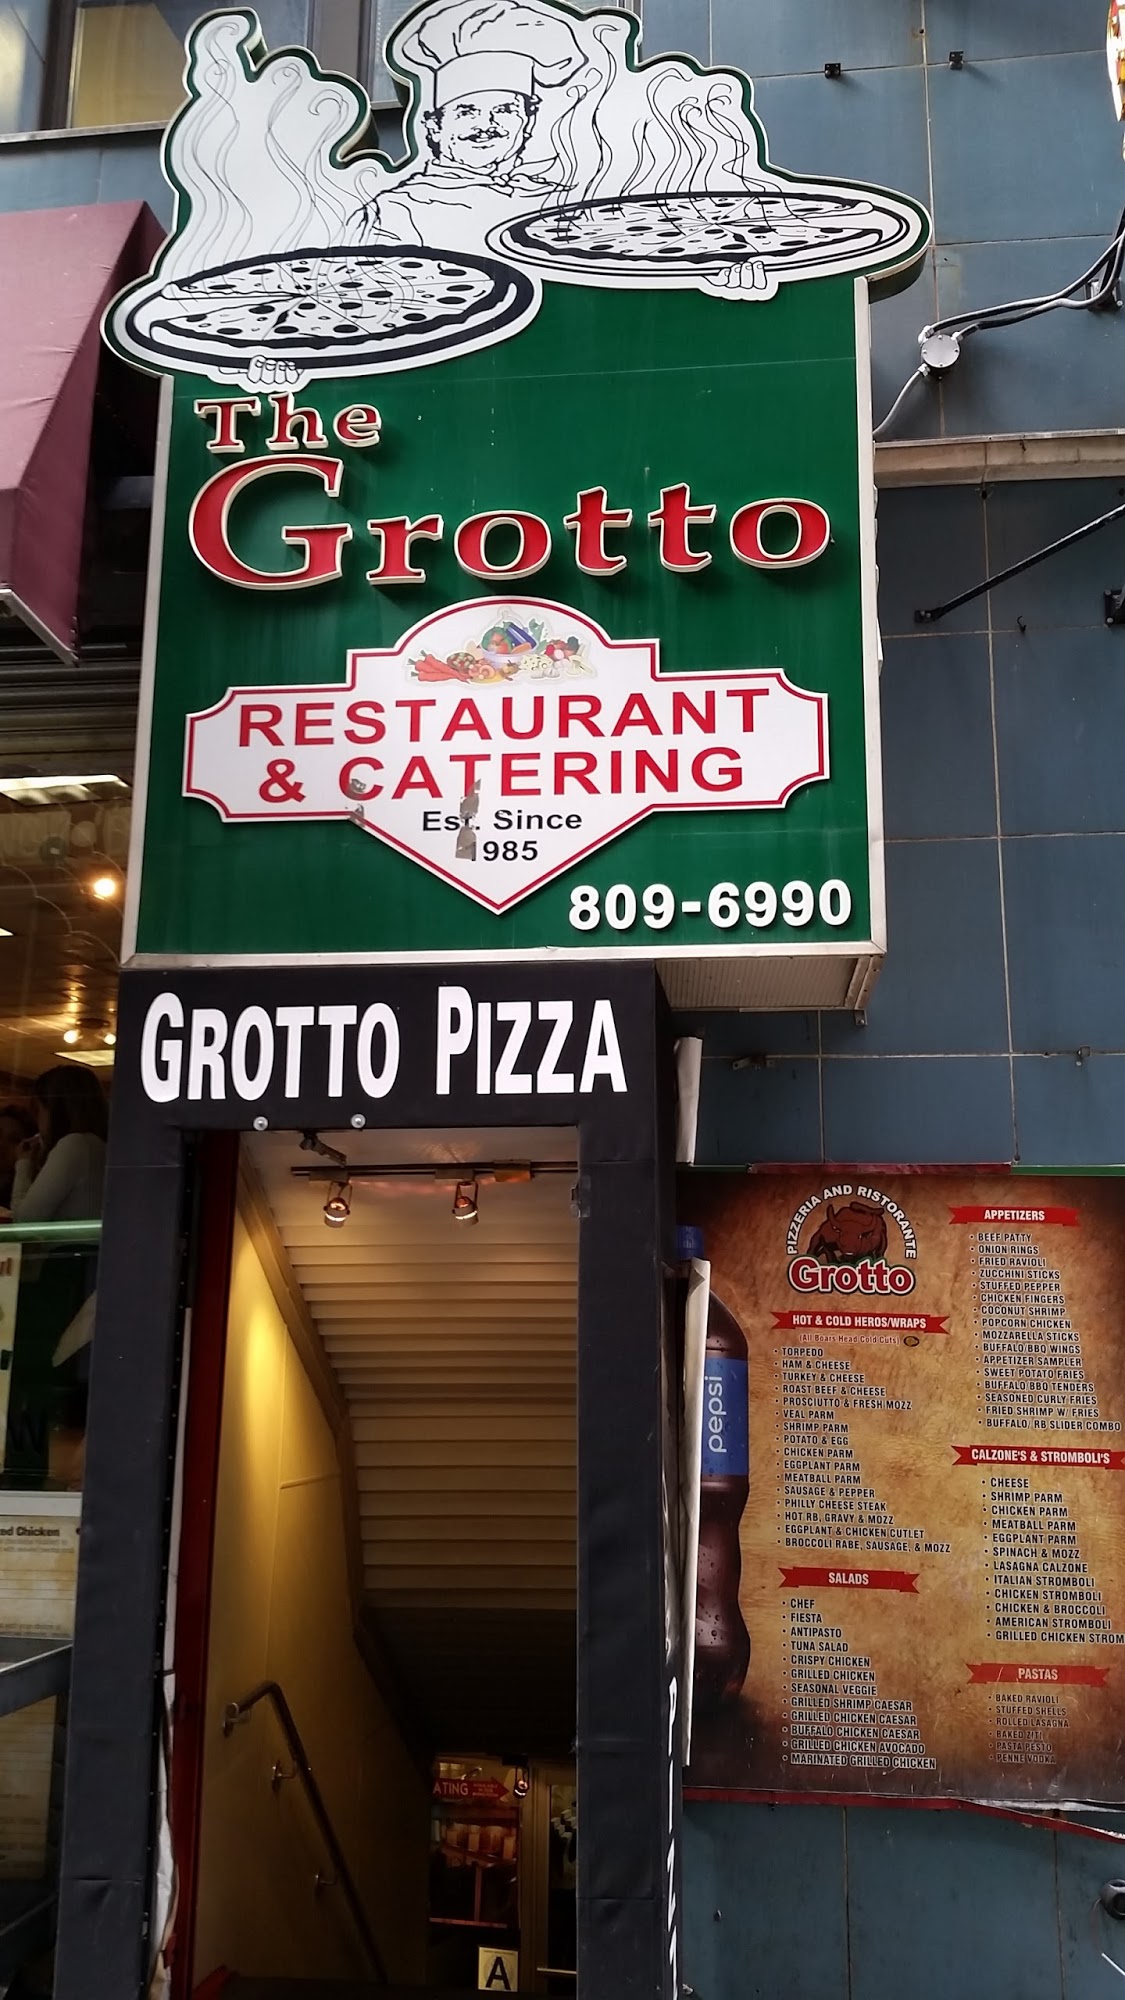 The
Grotto
RESTAURANT
& CATERING
Est. Since
1985
809-6990
GROTTO PIZZA
PIZZERIA AND RISTORANTE
Grotto
HOT & COLD HEROS/WRAPS
(All Boars Head Cold Cuts)
• TORPEDO
• HAM & CHEESE
• TURKEY & CHEESE
• ROAST BEEF & CHEESE
• PROSCIUTTO & FRESH MOZZ
• VEAL PARM
• SHRIMP PARM
• POTATO & EGG
• CHICKEN PARM
• EGGPLANT PARM
• MEATBALL PARM
• SAUSAGE & PEPPER
• PHILLY CHEESE STEAK
• HOT RB, GRAVY & MOZZ
• EGGPLANT & CHICKEN CUTLET
• BROCCOLI RABE, SAUSAGE, & MOZZ
SALADS
• CHEF
• FIESTA
• ANTIPASTO
• TUNA SALAD
• CRISPY CHICKEN
• GRILLED CHICKEN
• SEASONAL VEGGIE
• GRILLED SHRIMP CAESAR
• GRILLED CHICKEN CAESAR
• BUFFALO CHICKEN CAESAR
• GRILLED CHICKEN AVOCADO
• MARINATED GRILLED CHICKEN
APPETIZERS
• BEEF PATTY
• ONION RINGS
• FRIED RAVIOLI
• ZUCCHINI STICKS
• STUFFED PEPPER
• CHICKEN FINGERS
• COCONUT SHRIMP
• POPCORN CHICKEN
• MOZZARELLA STICKS
• BUFFALO BBQ WINGS
• APPETIZER SAMPLER
• SWEET POTATO FRIES
• BUFFALO BBQ TENDERS
• SEASONED CURLY FRIES
• FRIED SHRIMP W/ FRIES
• BUFFALO/ RB SLIDER COMBO
CALZONE'S & STROMBOLI'S
• CHEESE
• SHRIMP PARM
• CHICKEN PARM
• MEATBALL PARM
• EGGPLANT PARM
• SPINACH & MOZZ
• LASAGNA CALZONE
• ITALIAN STROMBOLI
• CHICKEN STROMBOLI
• CHICKEN & BROCCOLI
• AMERICAN STROMBOLI
• GRILLED CHICKEN STROM
PASTAS
• BAKED RAVIOLI
• STUFFED SHELLS
• ROLLED LASAGNA
• BAKED ZITI
• PASTA PESTO
• PENNE VODKA
pepsi
ed Chicken
ATING
A